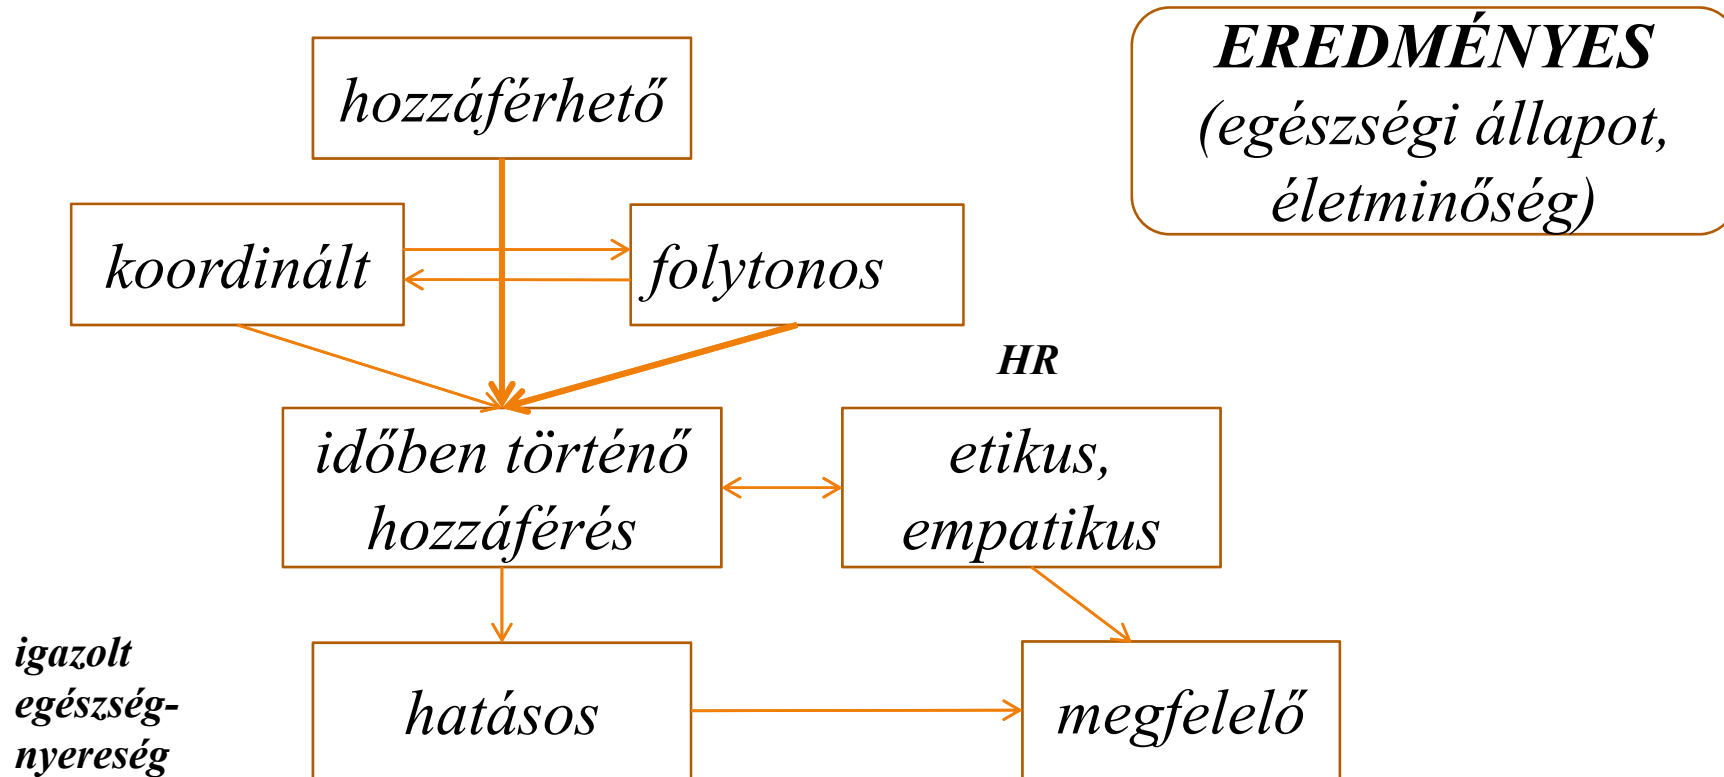 hozzáférhető
EREDMÉNYES
(egészségi állapot,
életminőség)
koordinált
folytonos
HR
időben történő
hozzáférés
etikus,
empatikus
igazolt
egészség-
nyereség
hatásos
megfelelő